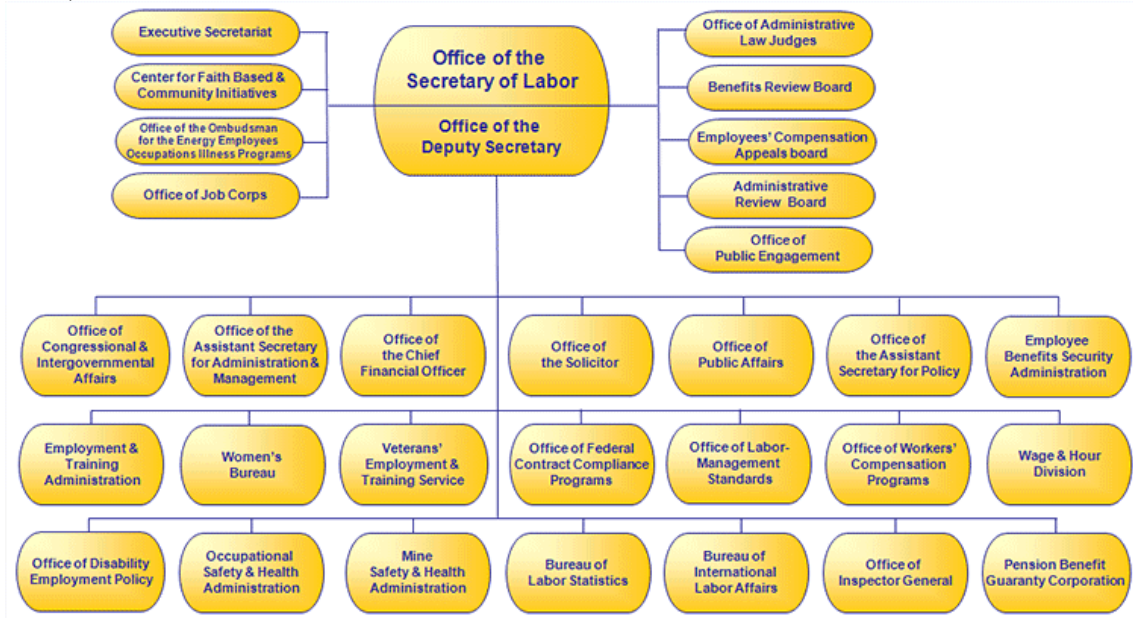 Executive Secretariat
Center for Faith Based &
Community Initiatives
Office of the Ombudsman
for the Energy Employees
Occupations Illness Programs
Office of Job Corps
Office of the
Secretary of Labor
Office of the
Deputy Secretary
Office of Administrative
Law Judges
Benefits Review Board
Employees' Compensation
Appeals board
Administrative
Review Board
Office of
Public Engagement
Office of
Congressional &
Intergovernmental
Affairs
Office of the
Assistant Secretary
for Administration &
Management
Office of
the Chief
Financial Officer
Office of
the Solicitor
Office of
Public Affairs
Office of
the Assistant
Secretary for Policy
Employee
Benefits Security
Administration
Employment &
Training
Administration
Women's
Bureau
Veterans'
Employment &
Training Service
Office of Federal
Contract Compliance
Programs
Office of Labor-
Management
Standards
Office of Workers'
Compensation
Programs
Wage & Hour
Division
Office of Disability
Employment Policy
Occupational
Safety & Health
Administration
Mine
Safety & Health
Administration
Bureau of
Labor Statistics
Bureau of
International
Labor Affairs
Office of
Inspector General
Pension Benefit
Guaranty Corporation